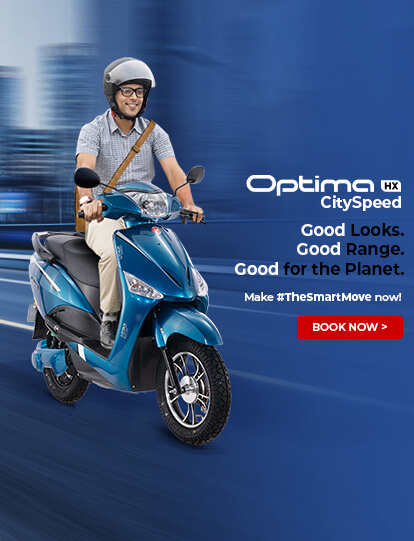 Optima HX
CitySpeed
Good Looks.
Good Range.
Good for the Planet.
Make #TheSmartMove now!
BOOK NOW >